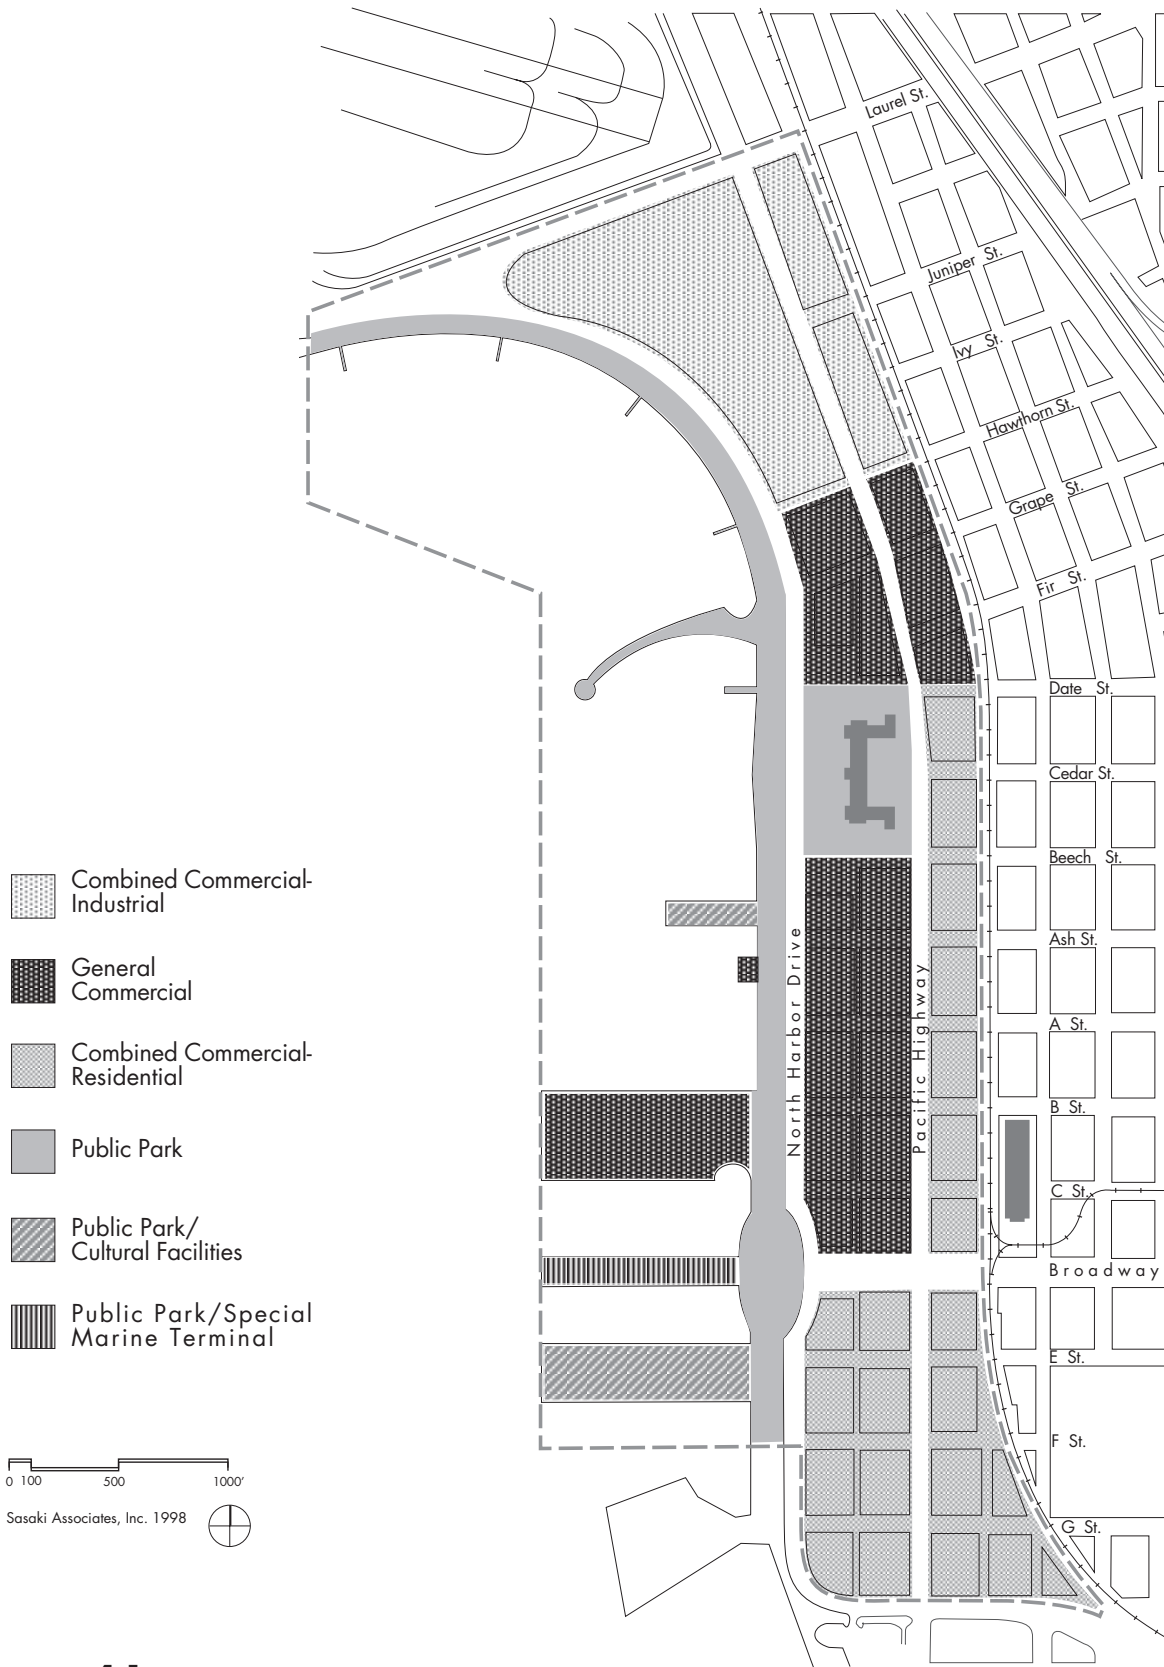 Laurel St.
Juniper St.
Ivy St.
Hawthorn St.
Grape St.
Fir St.
Date St.
Cedar St.
Beech St.
Ash St.
A St.
B St.
C St.
Broadway
E St.
F St.
G St.
North Harbor Drive
Pacific Highway
Combined Commercial-
Industrial
General
Commercial
Combined Commercial-
Residential
Public Park
Public Park/
Cultural Facilities
Public Park/Special
Marine Terminal
0 100 500 1000'
Sasaki Associates, Inc. 1998